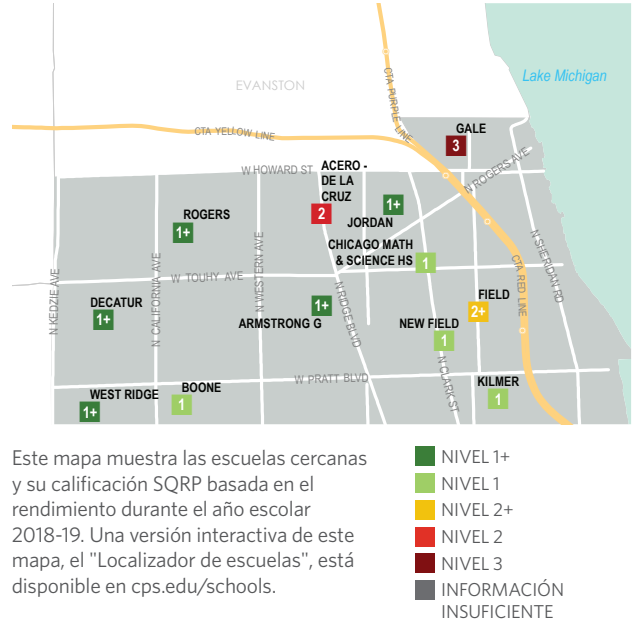 EVANSTON
Lake Michigan
CTA PURPLE LINE
CTA YELLOW LINE
GALE
3
W HOWARD ST
N ROGERS AVE
ACERO -
DE LA
CRUZ
2
JORDAN
1+
ROGERS
1+
CHICAGO MATH
& SCIENCE HS
1
N KEDZIE AVE
N CALIFORNIA AVE
N WESTERN AVE
W TOUHY AVE
N RIDGE BLVD
N SHERIDAN RD
CTA RED LINE
DECATUR
1+
ARMSTRONG G
1+
FIELD
2+
NEW FIELD
1
N CLARK ST
W PRATT BLVD
WEST RIDGE
1+
BOONE
1
KILMER
1
Este mapa muestra las escuelas cercanas
y su calificación SQRP basada en el
rendimiento durante el año escolar
2018-19. Una versión interactiva de este
mapa, el "Localizador de escuelas", está
disponible en cps.edu/schools.
NIVEL 1+
NIVEL 1
NIVEL 2+
NIVEL 2
NIVEL 3
INFORMACIÓN
INSUFICIENTE